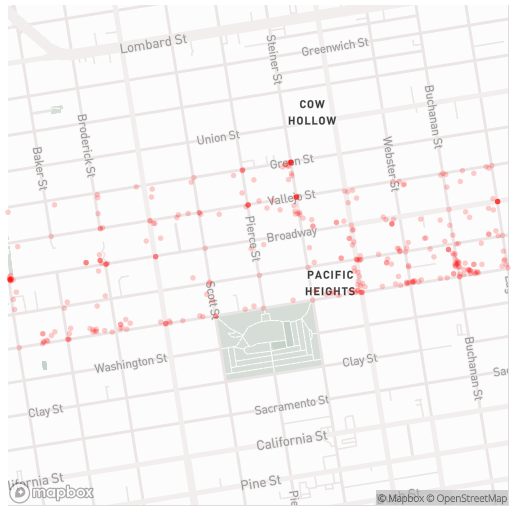 Lombard St
Steiner St
Greenwich St
COW
HOLLOW
Buchanan St
Broderick St
Union St
Webster St
Baker St
Green St
Vallejo St
Pierce St
Broadway
PACIFIC
HEIGHTS
Scott St
Washington St
Clay St
Buchanan St
Clay St
Sacramento St
California St
Pine St
mapbox
© Mapbox © OpenStreetMap